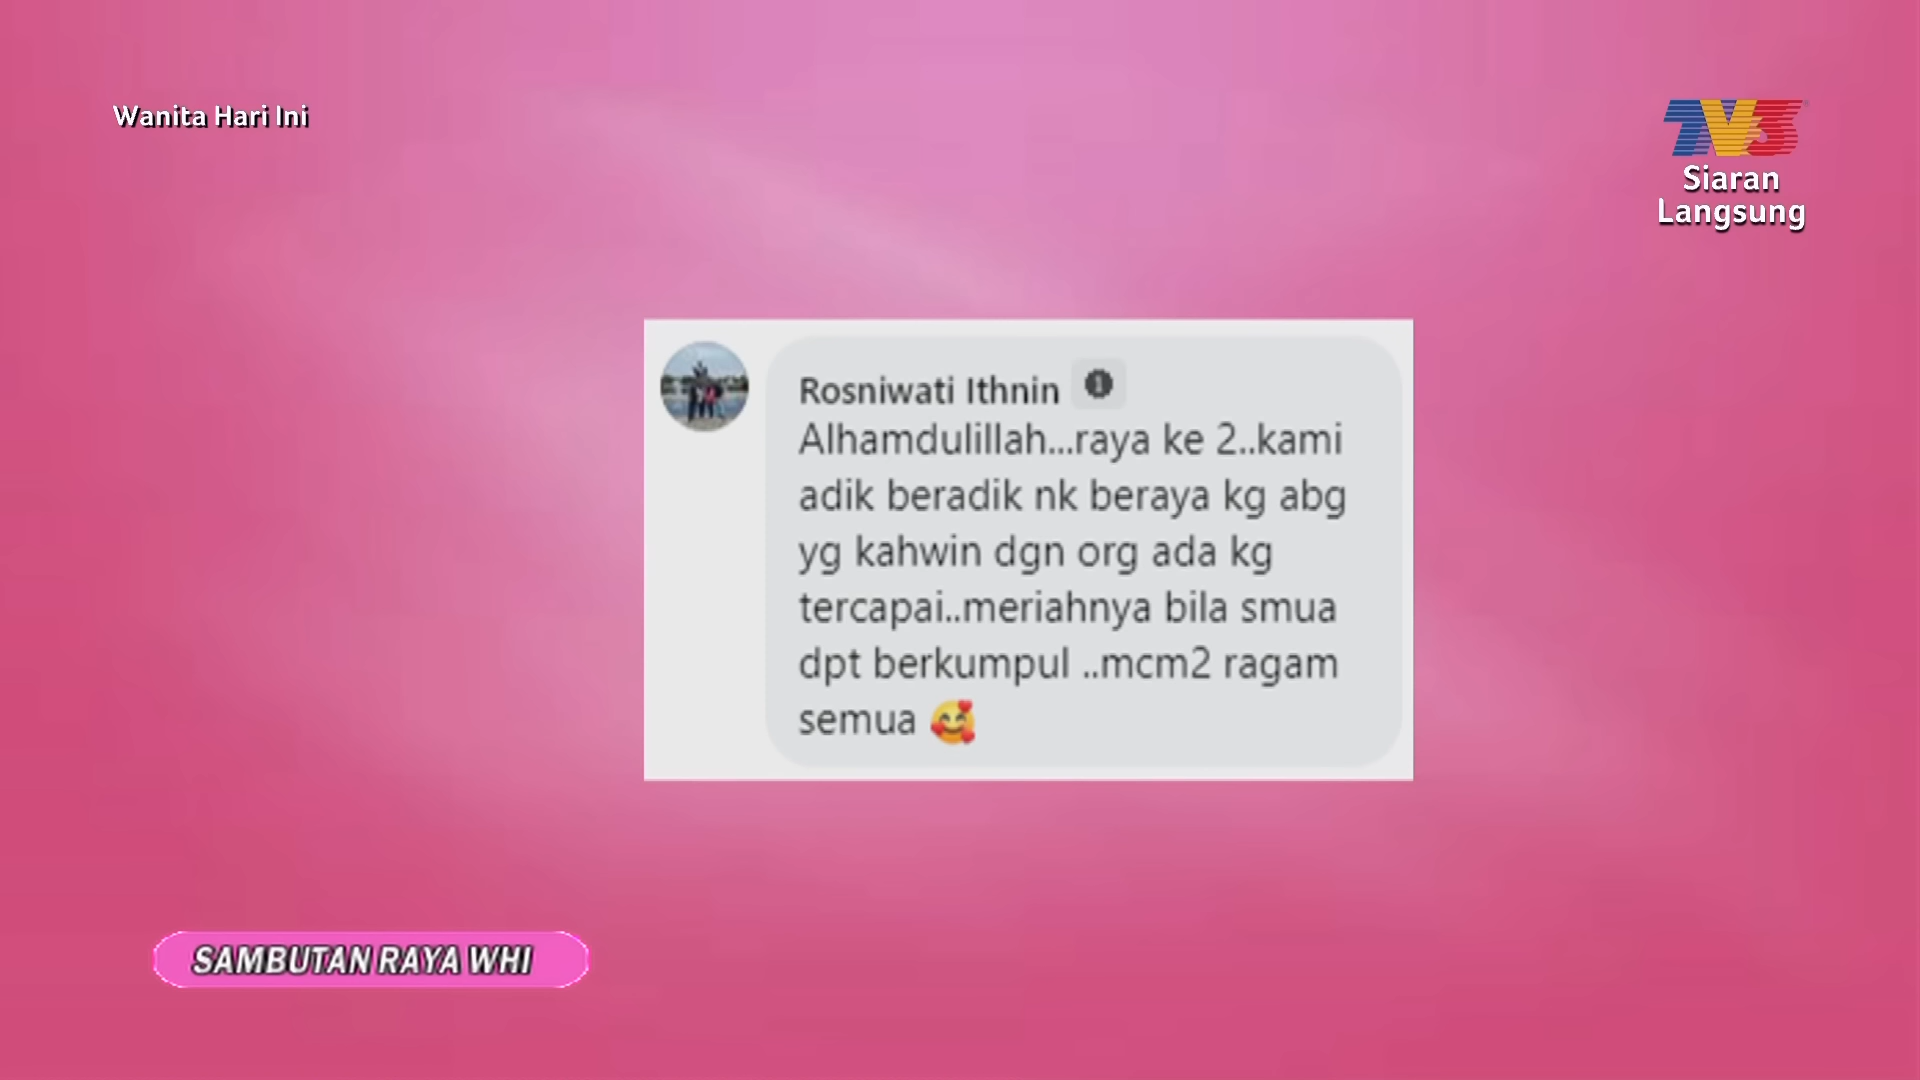 Wanita Hari Ini
TV3
Siaran
Langsung
Rosniwati Ithnin
Alhamdulillah...raya ke 2..kami
adik beradik nk beraya kg abg
yg kahwin dgn org ada kg
tercapai..meriahnya bila smua
dpt berkumpul ..mcm2 ragam
semua 🥰
SAMBUTAN RAYA WHI